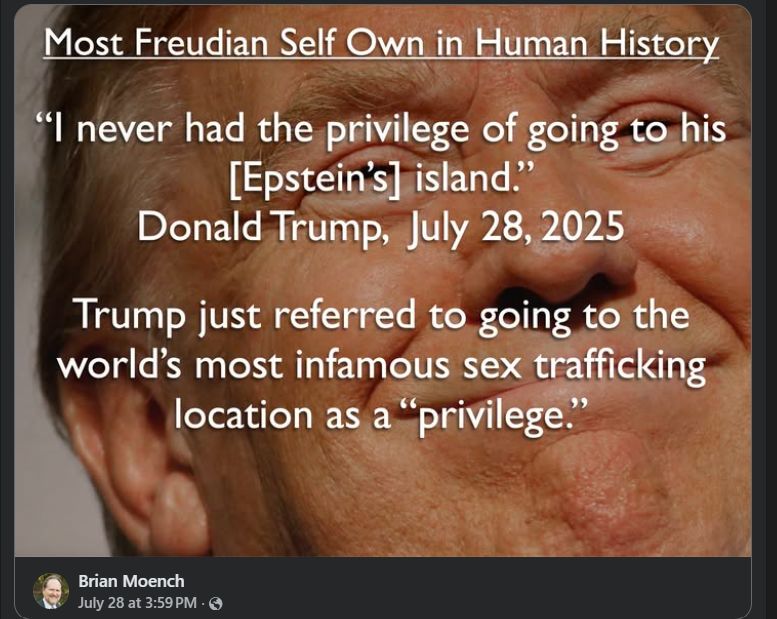 Most Freudian Self Own in Human History
“I never had the privilege of going to his
[Epstein’s] island.”
Donald Trump, July 28, 2025
Trump just referred to going to the
world’s most infamous sex trafficking
location as a “privilege.”
Brian Moench
July 28 at 3:59 PM ·